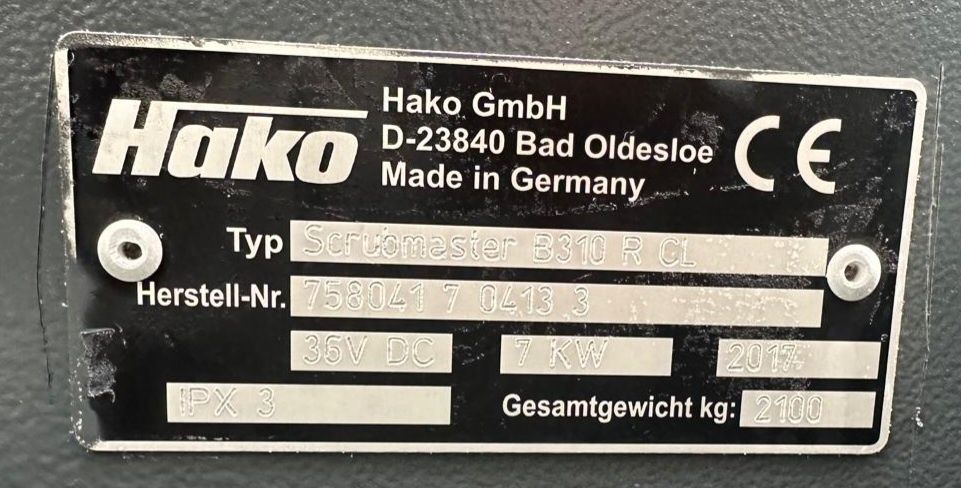 Hako
Hako GmbH
D-23840 Bad Oldesloe
Made in Germany
CE
Typ Scrubmaster B310 R CL
Herstell-Nr. 758041 7 0413 3
36V DC 7 KW 2017
IPX 3 Gesamtgewicht kg: 2100